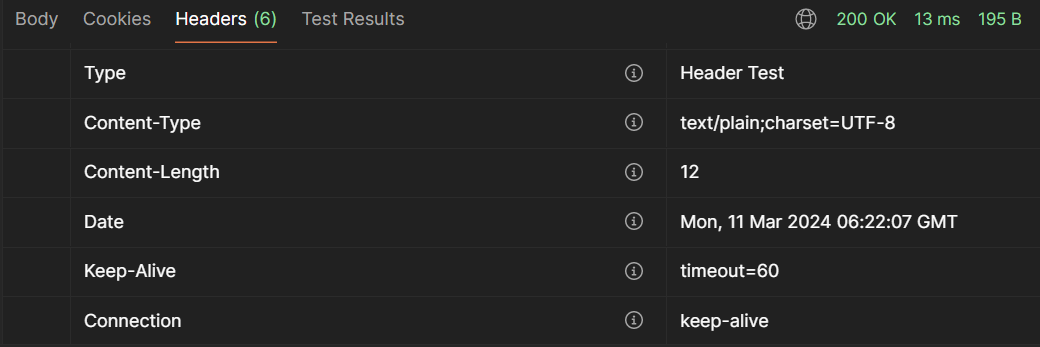 Body Cookies Headers (6) Test Results 200 OK 13 ms 195 B
Type Header Test
Content-Type text/plain;charset=UTF-8
Content-Length 12
Date Mon, 11 Mar 2024 06:22:07 GMT
Keep-Alive timeout=60
Connection keep-alive